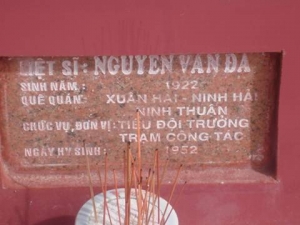 LIỆT SĨ: NGUYỄN VĂN ĐA
SINH NĂM: 1922
QUÊ QUÁN: XUÂN HẢI - NINH HẢI
NINH THUẬN
CHỨC VỤ, ĐƠN VỊ: TIỂU ĐỘI TRƯỞNG
TRẠM CÔNG TÁC
NGÀY HY SINH: 1952